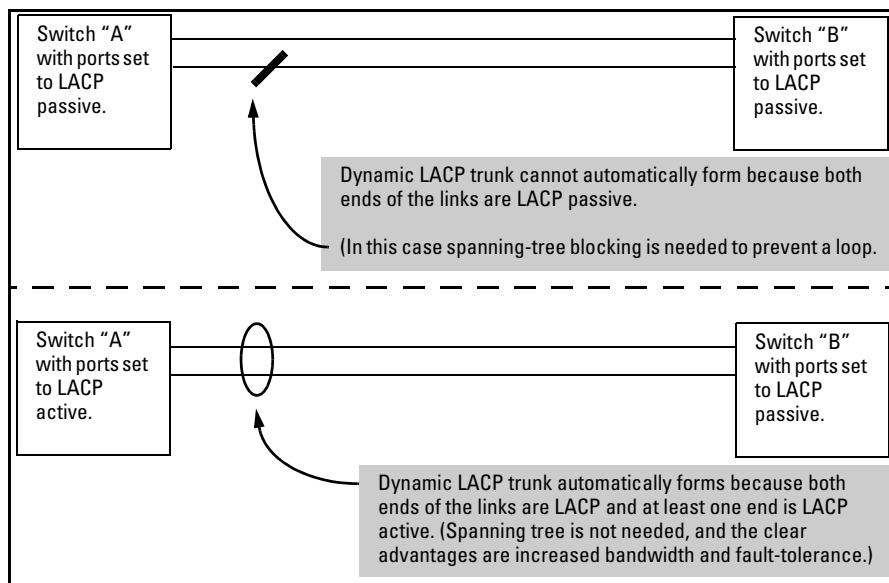 Switch “A”
with ports set
to LACP
passive.
Switch “B”
with ports set
to LACP
passive.
Dynamic LACP trunk cannot automatically form because both
ends of the links are LACP passive.
(In this case spanning-tree blocking is needed to prevent a loop.
Switch “A”
with ports set
to LACP
active.
Switch “B”
with ports set
to LACP
passive.
Dynamic LACP trunk automatically forms because both
ends of the links are LACP and at least one end is LACP
active. (Spanning tree is not needed, and the clear
advantages are increased bandwidth and fault-tolerance.)